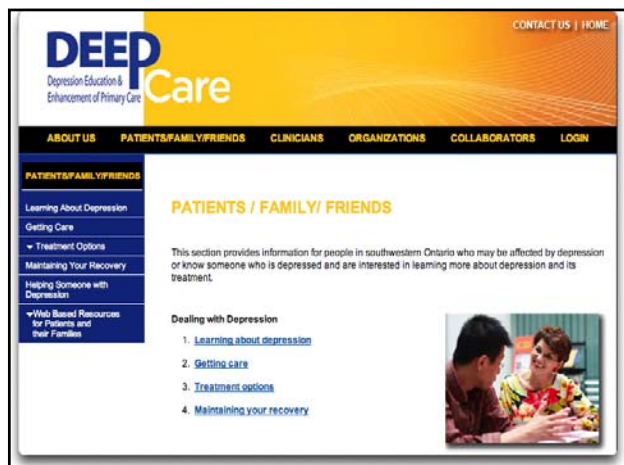 CONTACT US | HOME
DEEP
Care
Depression Education &
Enhancement of Primary Care
ABOUT US PATIENTS/FAMILY/FRIENDS CLINICIANS ORGANIZATIONS COLLABORATORS LOGIN
PATIENTS/FAMILY/FRIENDS
Learning About Depression
Getting Care
Treatment Options
Maintaining Your Recovery
Helping Someone with
Depression
Web Based Resources
for Patients and
their Families
PATIENTS / FAMILY/ FRIENDS
This section provides information for people in southwestern Ontario who may be affected by depression
or know someone who is depressed and are interested in learning more about depression and its
treatment.
Dealing with Depression
1. Learning about depression
2. Getting care
3. Treatment options
4. Maintaining your recovery